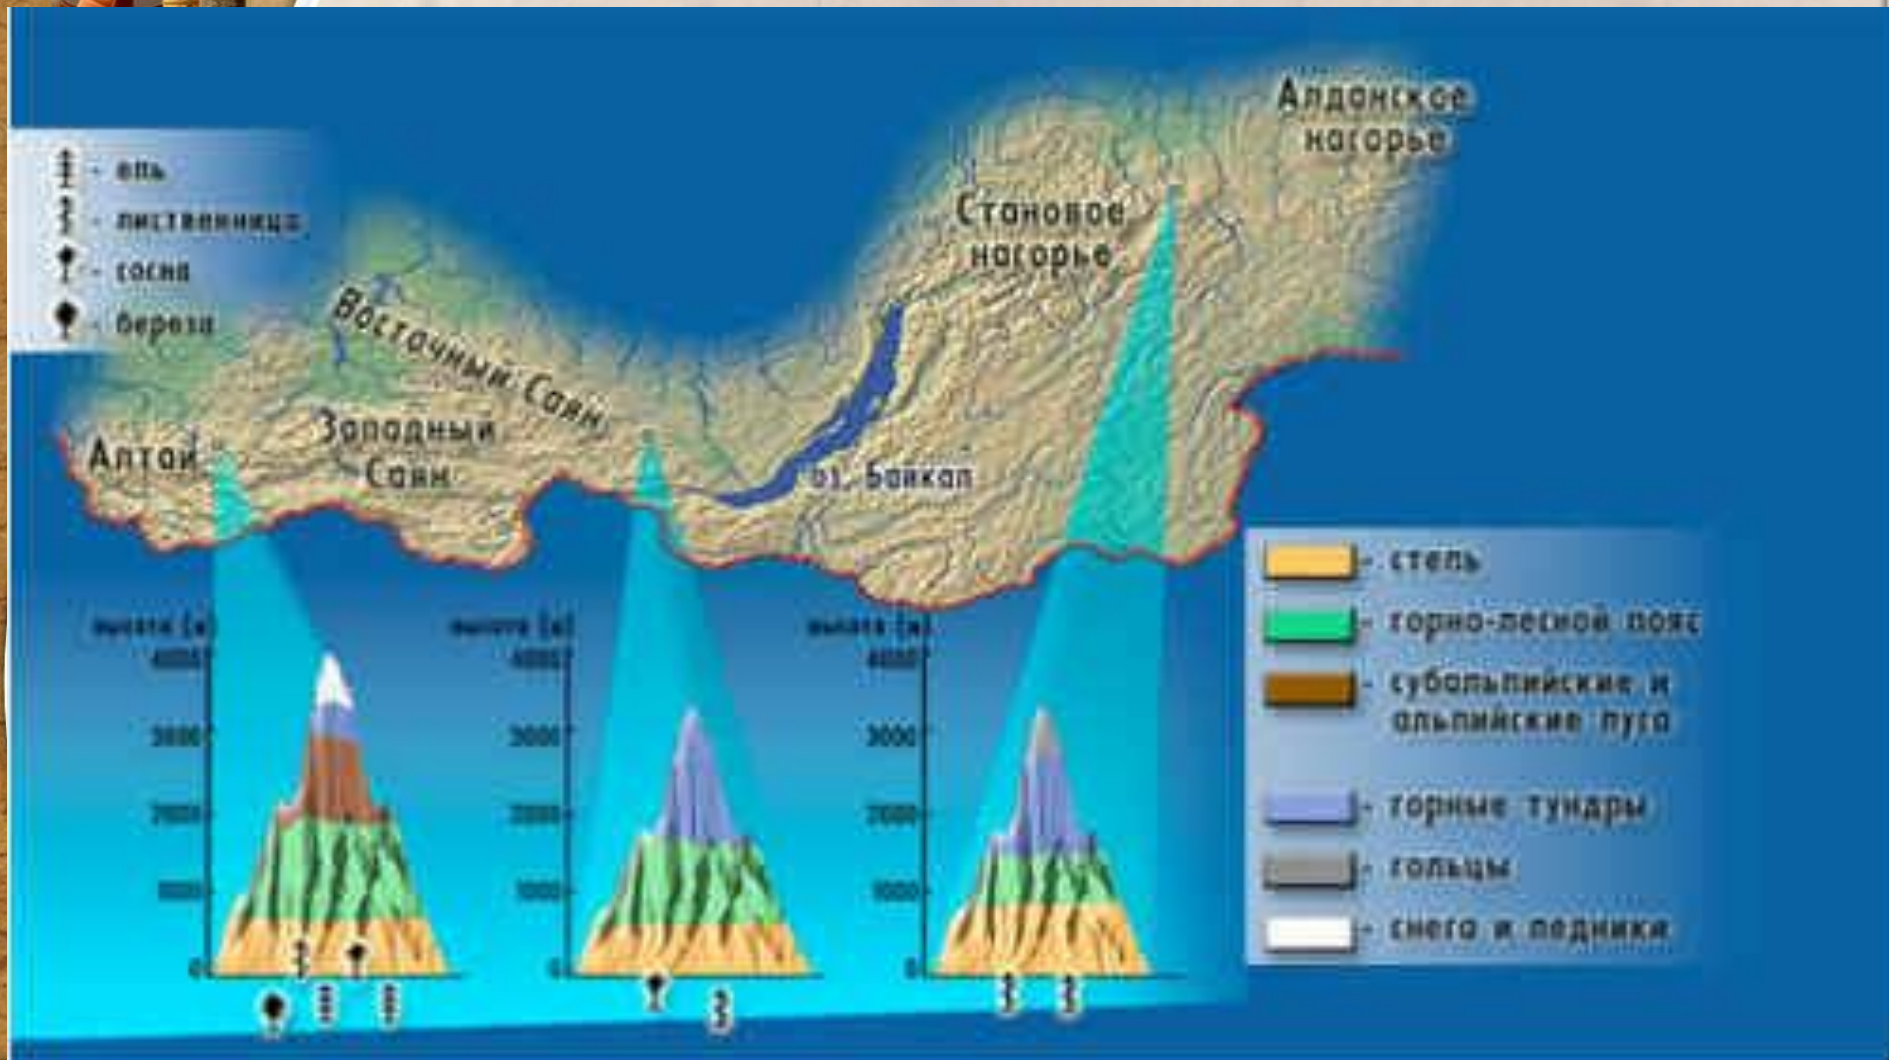 Алданское
нагорье
- ель
- лиственница
- сосна
- береза
Становое
нагорье
Восточный Саян
Западный
Саян
Алтай
оз. Байкал
высота (м)
4000
3000
2000
1000
0
высота (м)
4000
3000
2000
1000
0
высота (м)
4000
3000
2000
1000
0
- степь
- горно-лесной пояс
- субальпийские и
альпийские луга
- горные тундры
- гольцы
- снега и ледники